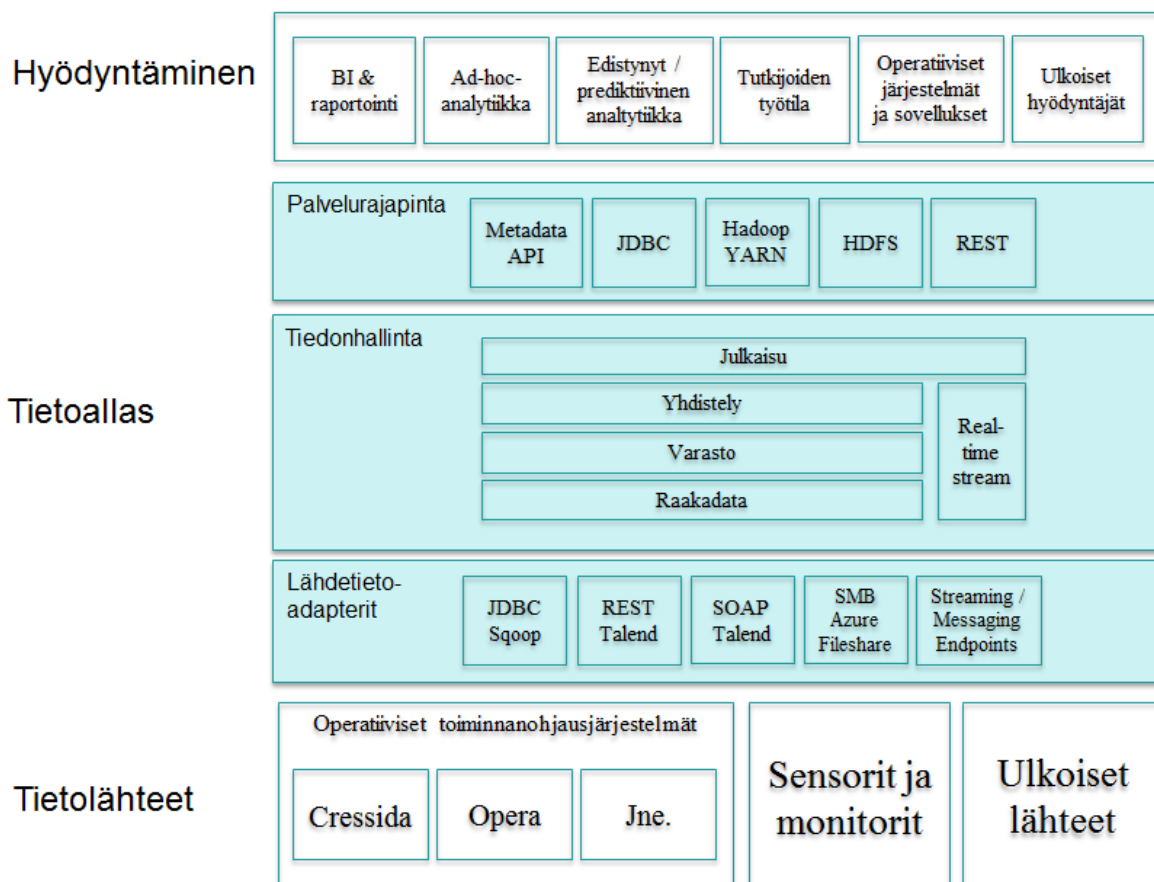 Hyödyntäminen
BI &
raportointi
Ad-hoc-
analytiikka
Edistynyt /
prediktiivinen
analtytiikka
Tutkijoiden
työtila
Operatiiviset
järjestelmät
ja sovellukset
Ulkoiset
hyödyntäjät
Palvelurajapinta
Metadata
API
JDBC
Hadoop
YARN
HDFS
REST
Tietoallas
Tiedonhallinta
Julkaisu
Yhdistely
Varasto
Raakadata
Real-
time
stream
Lähdetieto-
adapterit
JDBC
Sqoop
REST
Talend
SOAP
Talend
SMB
Azure
Fileshare
Streaming /
Messaging
Endpoints
Tietolähteet
Operatiiviset toiminnanohjausjärjestelmät
Cressida
Opera
Jne.
Sensorit ja
monitorit
Ulkoiset
lähteet